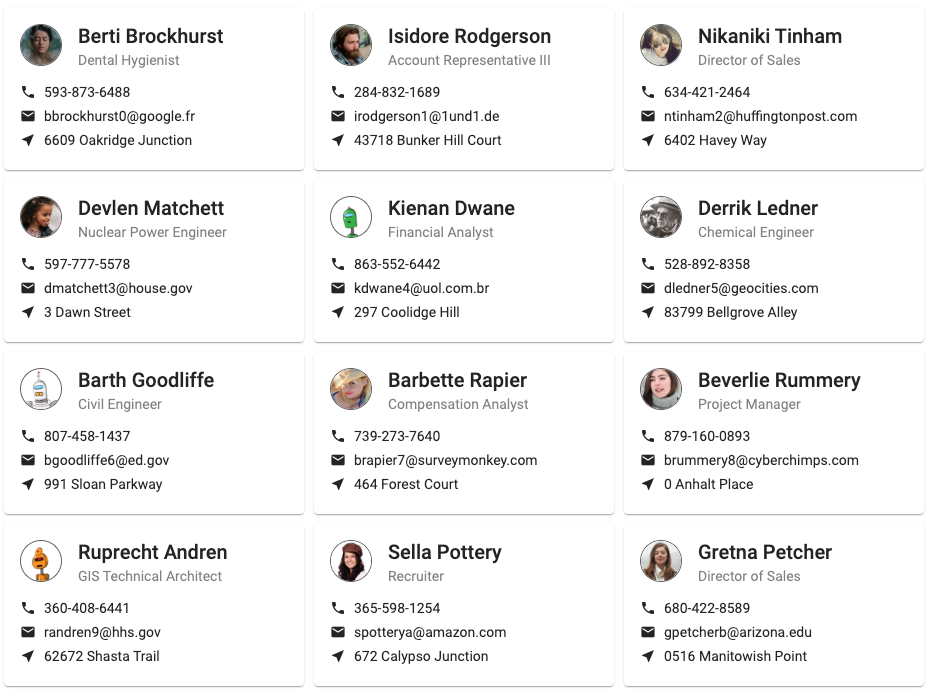 Berti Brockhurst
Dental Hygienist
593-873-6488
bbrockhurst0@google.fr
6609 Oakridge Junction
Isidore Rodgerson
Account Representative III
284-832-1689
irodgerson1@1und1.de
43718 Bunker Hill Court
Nikaniki Tinham
Director of Sales
634-421-2464
ntinham2@huffingtonpost.com
6402 Havey Way
Devlen Matchett
Nuclear Power Engineer
597-777-5578
dmatchett3@house.gov
3 Dawn Street
Kienan Dwane
Financial Analyst
863-552-6442
kdwane4@uol.com.br
297 Coolidge Hill
Derrik Ledner
Chemical Engineer
528-892-8358
dledner5@geocities.com
83799 Bellgrove Alley
Barth Goodliffe
Civil Engineer
807-458-1437
bgoodliffe6@ed.gov
991 Sloan Parkway
Barbette Rapier
Compensation Analyst
739-273-7640
brapier7@surveymonkey.com
464 Forest Court
Beverlie Rummery
Project Manager
879-160-0893
brummery8@cyberchimps.com
0 Anhalt Place
Ruprecht Andren
GIS Technical Architect
360-408-6441
randren9@hhs.gov
62672 Shasta Trail
Sella Pottery
Recruiter
365-598-1254
spotterya@amazon.com
672 Calypso Junction
Gretna Petcher
Director of Sales
680-422-8589
gpetcherb@arizona.edu
0516 Manitowish Point